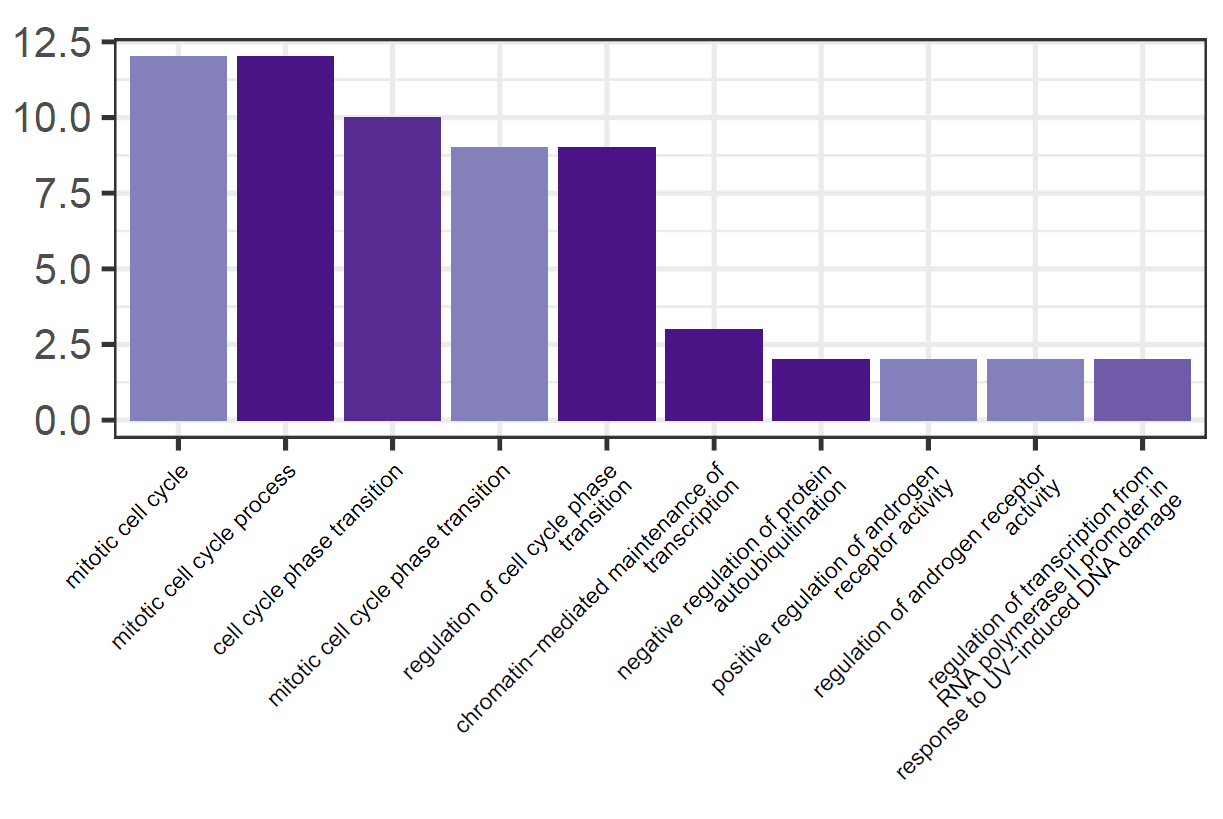 12.5
10.0
7.5
5.0
2.5
0.0
mitotic cell cycle
mitotic cell cycle process
cell cycle phase transition
mitotic cell cycle phase transition
regulation of cell cycle phase
transition
chromatin−mediated maintenance of
transcription
negative regulation of protein
autoubiquitination
positive regulation of androgen
receptor activity
regulation of androgen receptor
activity
regulation of transcription from
RNA polymerase II promoter in
response to UV−induced DNA damage